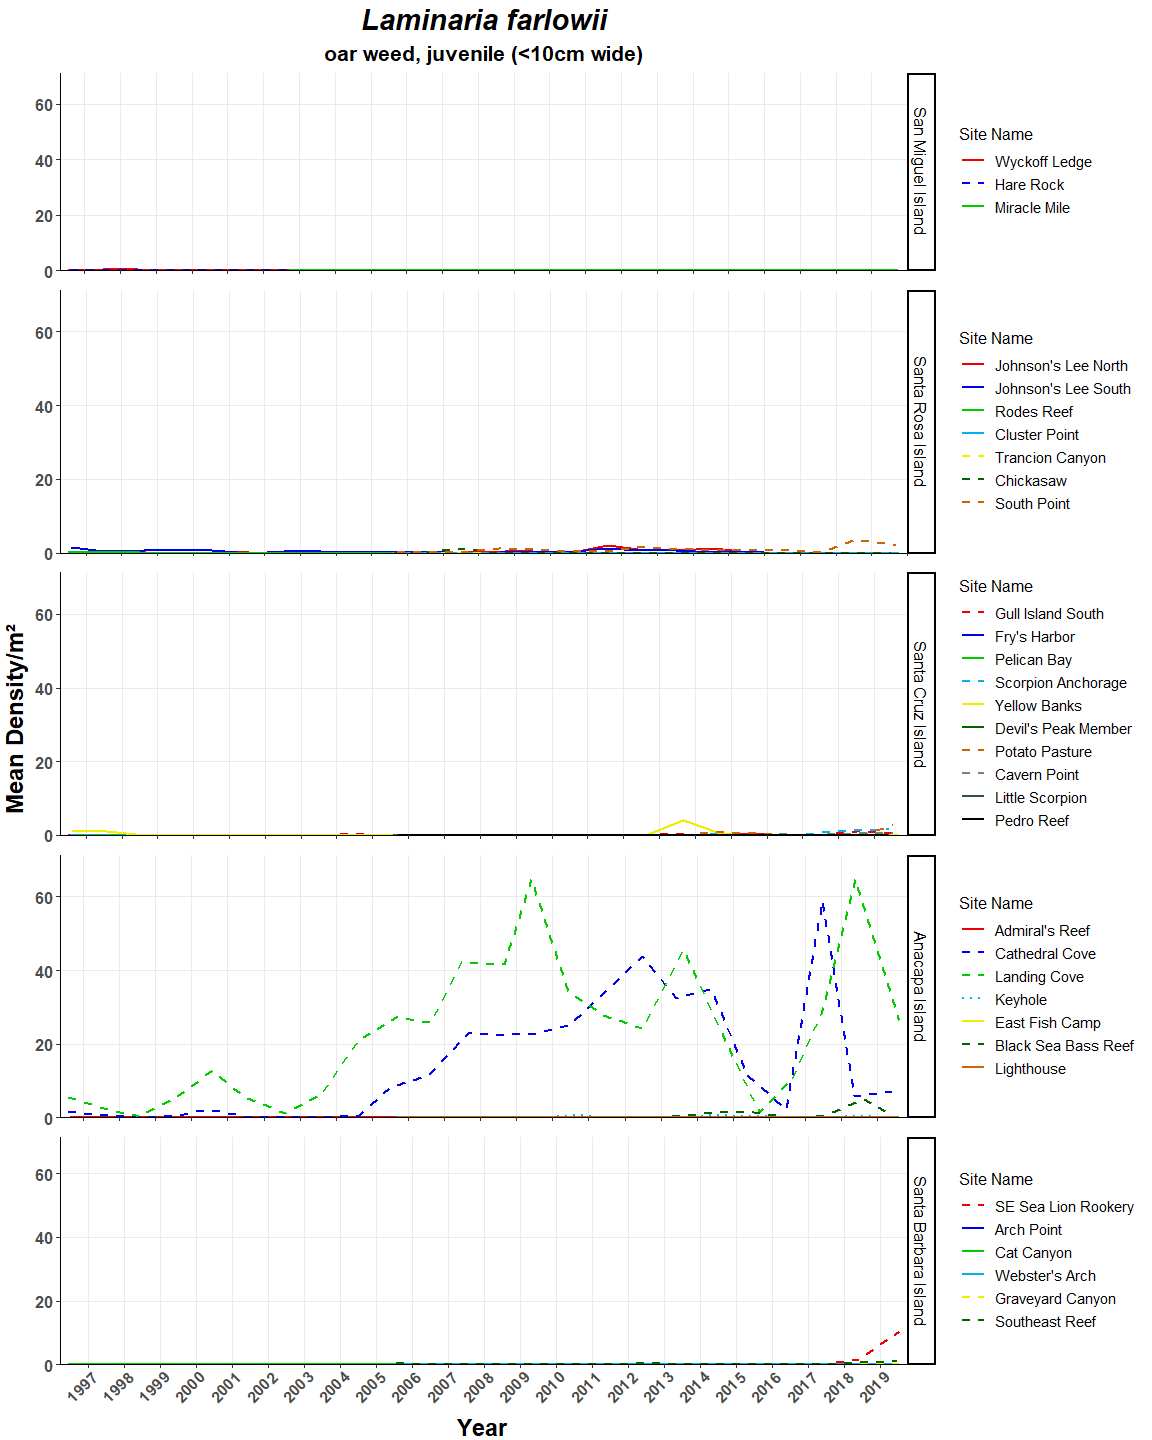 Laminaria farlowii
oar weed, juvenile (<10cm wide)
Mean Density/m²
60
40
20
0
San Miguel Island
Site Name
Wyckoff Ledge
Hare Rock
Miracle Mile
60
40
20
0
Santa Rosa Island
Site Name
Johnson's Lee North
Johnson's Lee South
Rodes Reef
Cluster Point
Trancion Canyon
Chickasaw
South Point
60
40
20
0
Santa Cruz Island
Site Name
Gull Island South
Fry's Harbor
Pelican Bay
Scorpion Anchorage
Yellow Banks
Devil's Peak Member
Potato Pasture
Cavern Point
Little Scorpion
Pedro Reef
60
40
20
0
Anacapa Island
Site Name
Admiral's Reef
Cathedral Cove
Landing Cove
Keyhole
East Fish Camp
Black Sea Bass Reef
Lighthouse
60
40
20
0
Santa Barbara Island
Site Name
SE Sea Lion Rookery
Arch Point
Cat Canyon
Webster's Arch
Graveyard Canyon
Southeast Reef
1997 1998 1999 2000 2001 2002 2003 2004 2005 2006 2007 2008 2009 2010 2011 2012 2013 2014 2015 2016 2017 2018 2019
Year